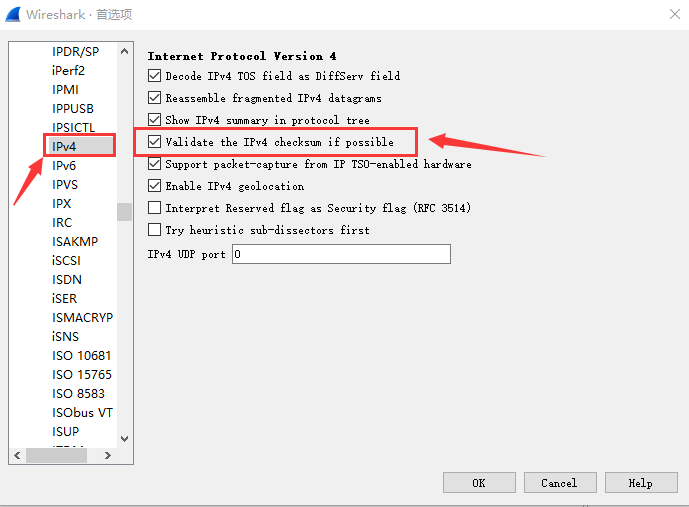 Wireshark · 首选项
IPDR/SP
iPerf2
IPMI
IPPUSB
IPSICTL
IPv4
IPv6
IPVS
IPX
IRC
ISAKMP
iSCSI
ISDN
iSER
ISMACRYP
iSNS
ISO 10681
ISO 15765
ISO 8583
ISObus VT
ISUP
Internet Protocol Version 4
Decode IPv4 TOS field as DiffServ field
Reassemble fragmented IPv4 datagrams
Show IPv4 summary in protocol tree
Validate the IPv4 checksum if possible
Support packet-capture from IP TSO-enabled hardware
Enable IPv4 geolocation
Interpret Reserved flag as Security flag (RFC 3514)
Try heuristic sub-dissectors first
IPv4 UDP port 0
OK Cancel Help